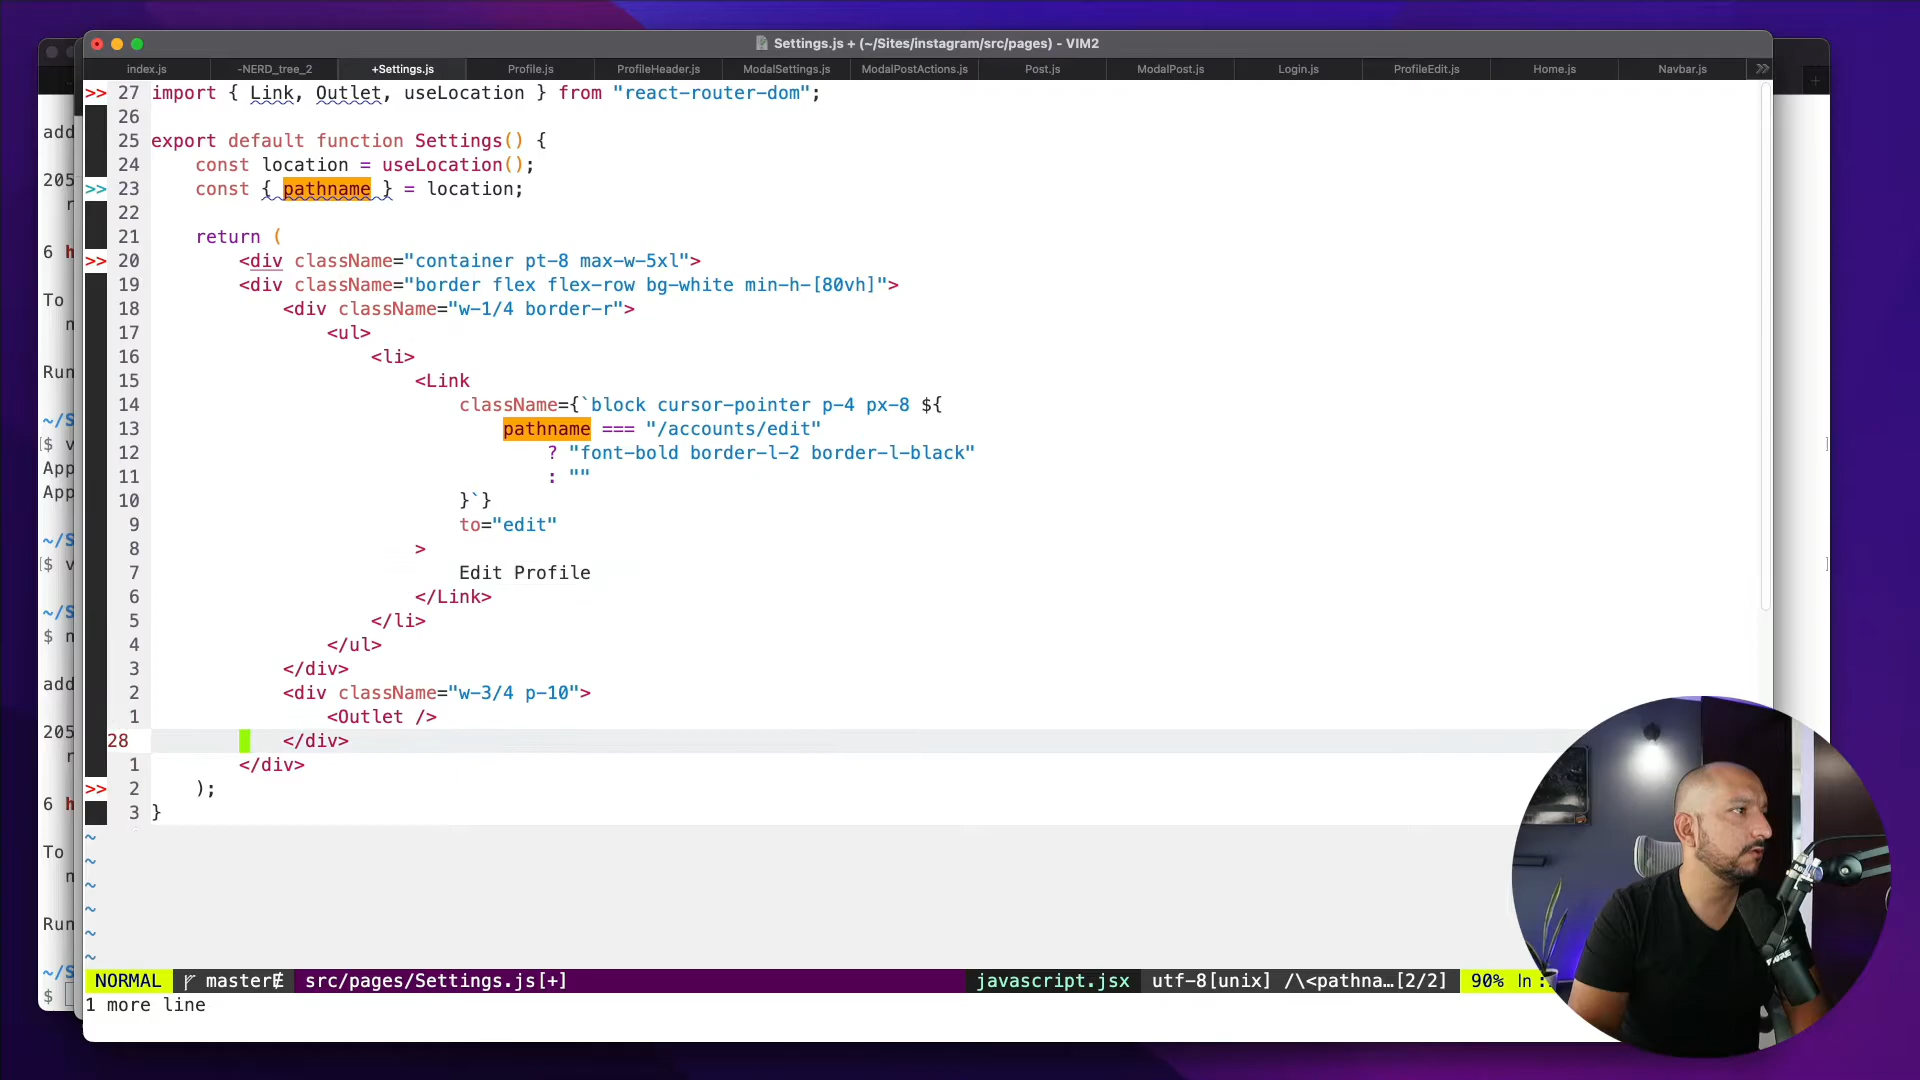 Settings.js + (~/Sites/instagram/src/pages) - VIM2
index.js -NERD_tree_2 +Settings.js Profile.js ProfileHeader.js ModalSettings.js ModalPostActions.js Post.js ModalPost.js Login.js ProfileEdit.js Home.js Navbar.js >>
>> 27 import { Link, Outlet, useLocation } from "react-router-dom";
26
25 export default function Settings() {
24 const location = useLocation();
>> 23 const { pathname } = location;
22
21 return (
>> 20 <div className="container pt-8 max-w-5xl">
19 <div className="border flex flex-row bg-white min-h-[80vh]">
18 <div className="w-1/4 border-r">
17 <ul>
16 <li>
15 <Link
14 className={`block cursor-pointer p-4 px-8 ${
13 pathname === "/accounts/edit"
12 ? "font-bold border-l-2 border-l-black"
11 : ""
10 }`}
9 to="edit"
8 >
7 Edit Profile
6 </Link>
5 </li>
4 </ul>
3 </div>
2 <div className="w-3/4 p-10">
1 <Outlet />
28 </div>
1 </div>
>> 2 );
3 }
~
~
~
~
~
~
NORMAL master src/pages/Settings.js[+] javascript.jsx utf-8[unix] /\<pathna…[2/2] 90% ln :
1 more line
add
205
r
6 h
To
n
Run
~/S
[$ v
App
App
~/S
[$ v
~/S
$ n
add
205
r
6 h
To
n
Run
~/S
$